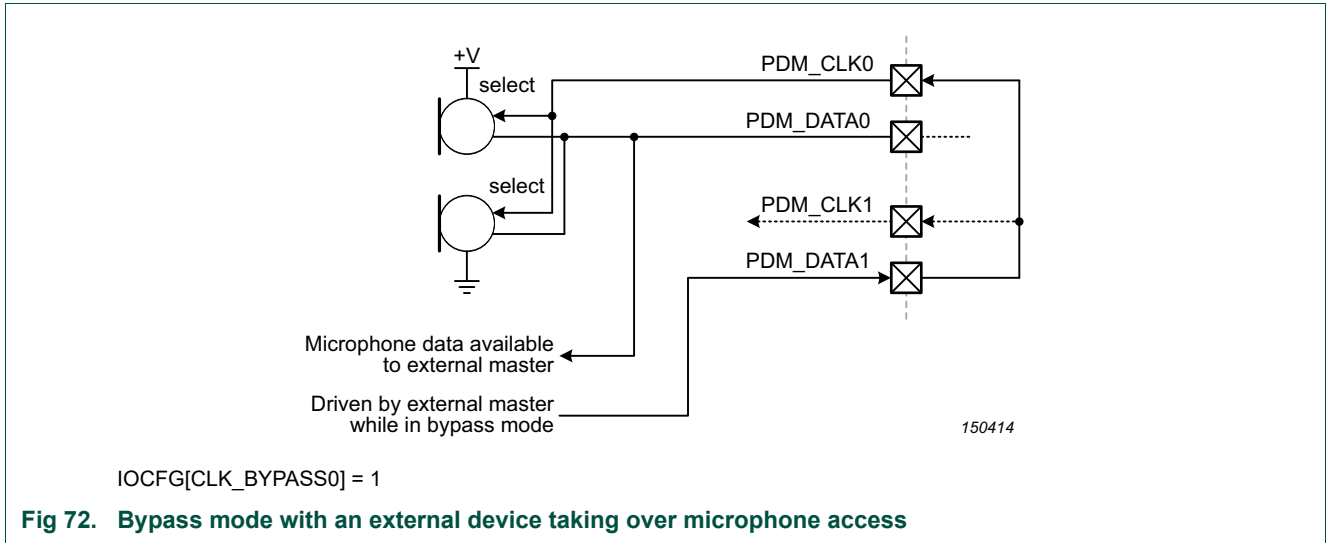 +V
select
PDM_CLK0
PDM_DATA0
select
PDM_CLK1
PDM_DATA1
Microphone data available
to external master
Driven by external master
while in bypass mode
150414
IOCFG[CLK_BYPASS0] = 1
Fig 72. Bypass mode with an external device taking over microphone access